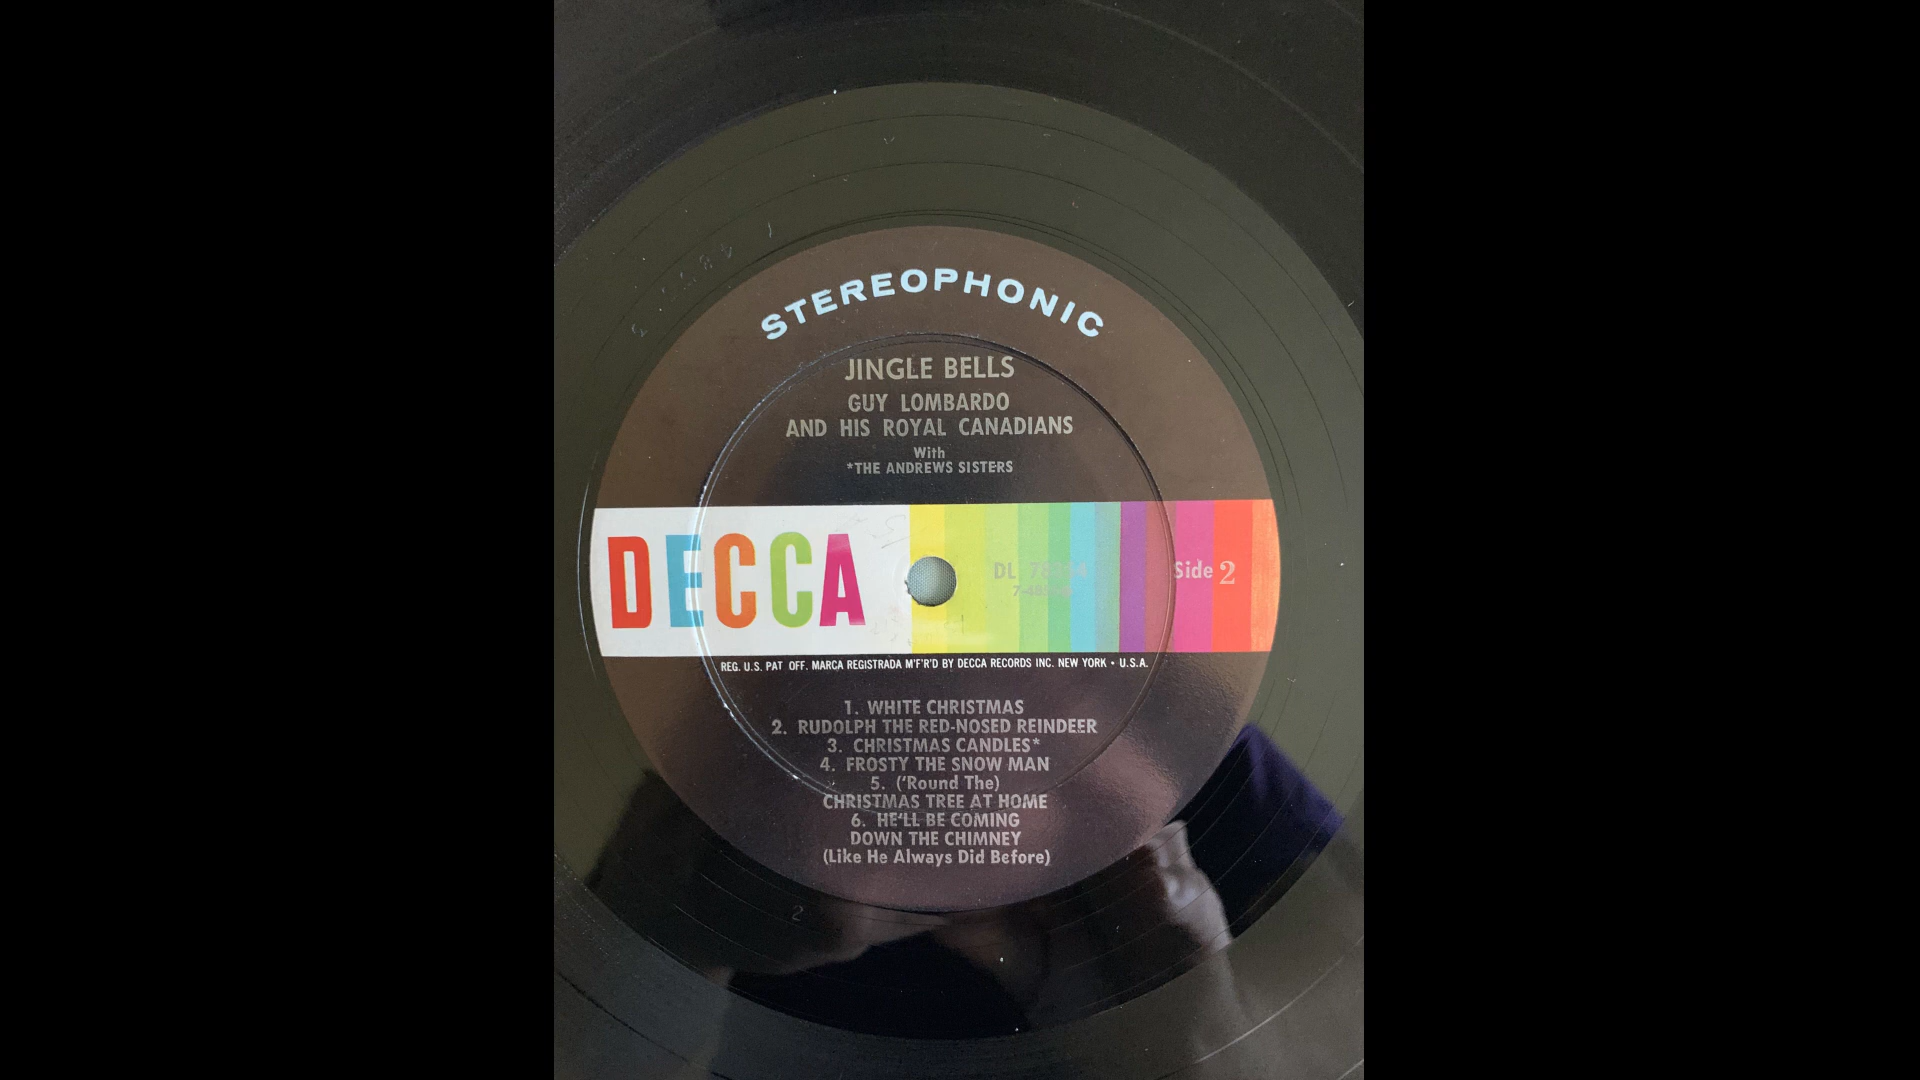 STEREOPHONIC
JINGLE BELLS
GUY LOMBARDO
AND HIS ROYAL CANADIANS
With
*THE ANDREWS SISTERS
DECCA
DL
Side 2
REG. U.S. PAT OFF. MARCA REGISTRADA M'F'R'D BY DECCA RECORDS INC. NEW YORK • U.S.A.
1. WHITE CHRISTMAS
2. RUDOLPH THE RED-NOSED REINDEER
3. CHRISTMAS CANDLES*
4. FROSTY THE SNOW MAN
5. ('Round The)
CHRISTMAS TREE AT HOME
6. HE'LL BE COMING
DOWN THE CHIMNEY
(Like He Always Did Before)
2